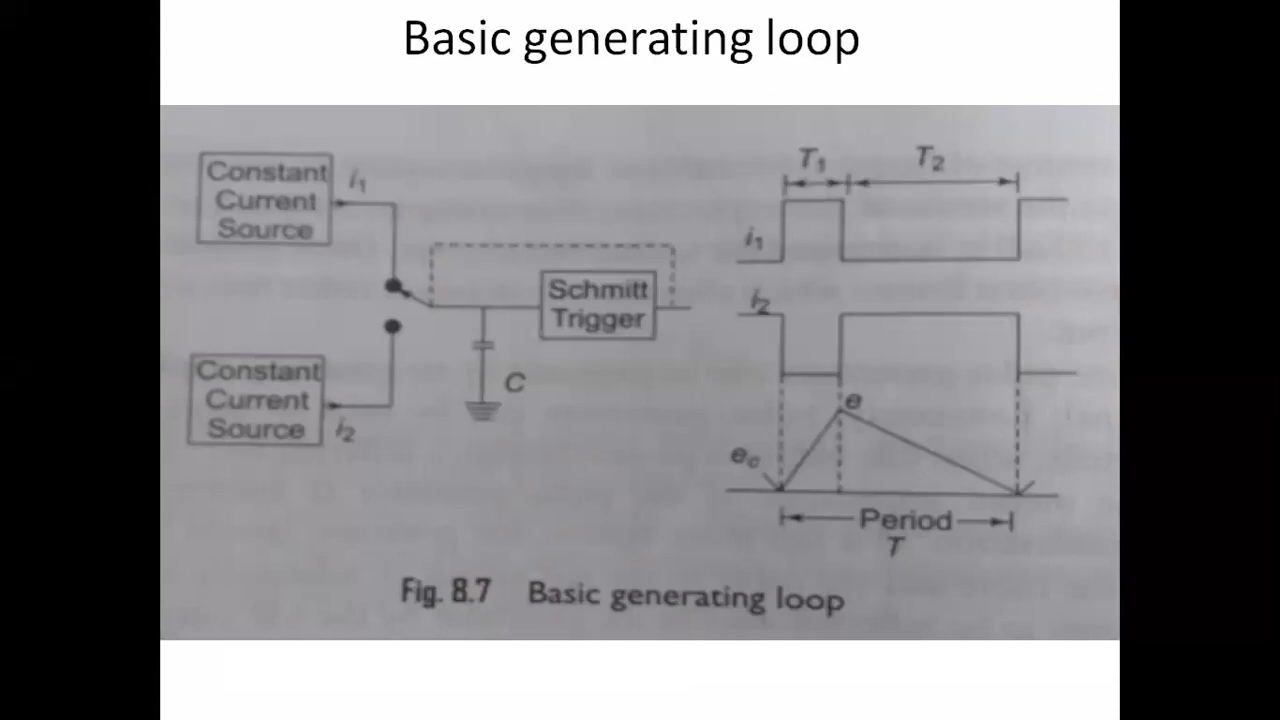 Basic generating loop
Constant
Current
Source
i1
Constant
Current
Source
i2
C
Schmitt
Trigger
T1
T2
i1
i2
e
ec
Period
T
Fig. 8.7 Basic generating loop